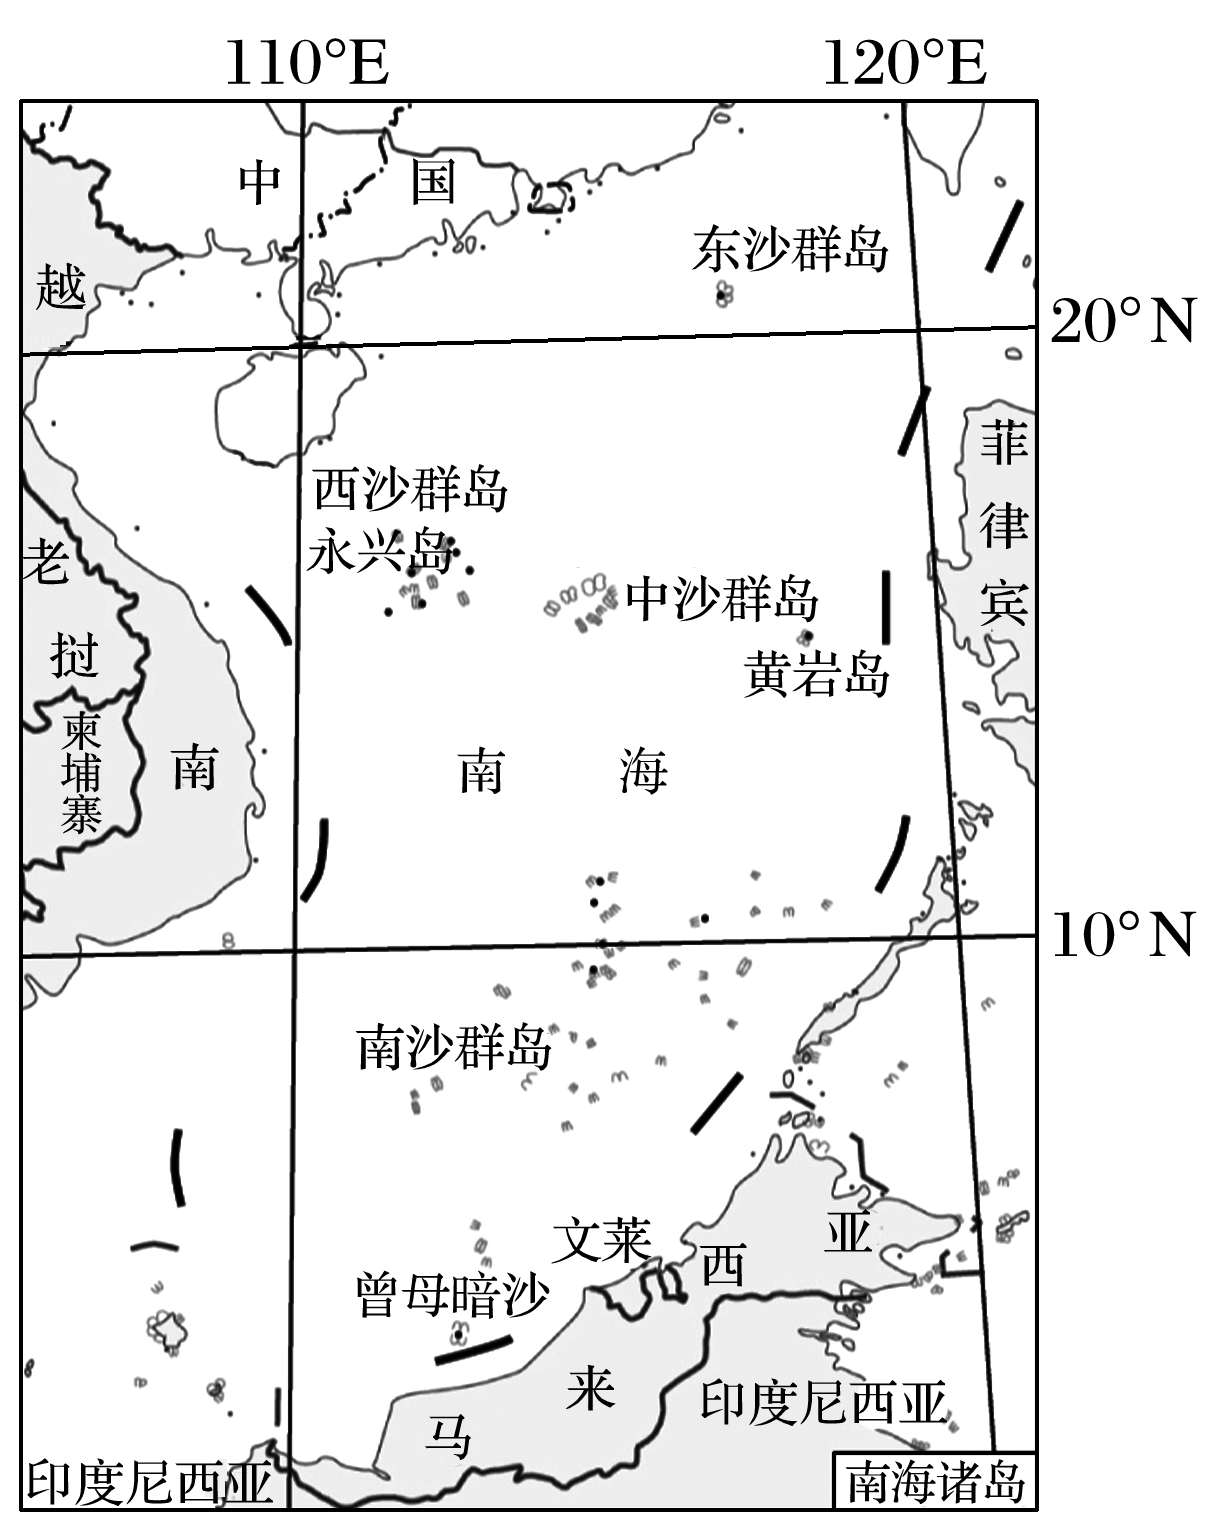 110°E 120°E
中 国
东沙群岛
越
20°N
菲
律
宾
西沙群岛
永兴岛
老
挝
中沙群岛
黄岩岛
柬
埔
寨
南
南 海
10°N
南沙群岛
文莱
西
亚
曾母暗沙
来
印度尼西亚
马
印度尼西亚
南海诸岛